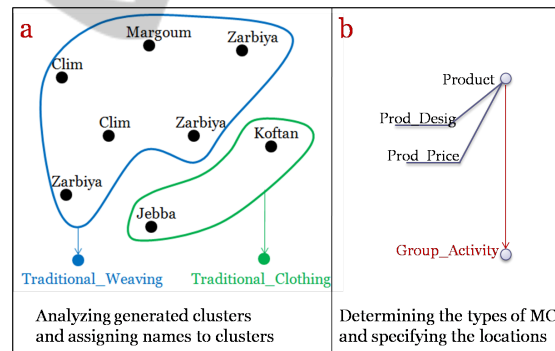 a
Margoum
Zarbiya
Clim
Clim
Zarbiya
Koftan
Zarbiya
Jebba
Traditional_Weaving
Traditional_Clothing
Analyzing generated clusters
and assigning names to clusters
b
Product
Prod_Desig
Prod_Price
Group_Activity
Determining the types of MC
and specifying the locations